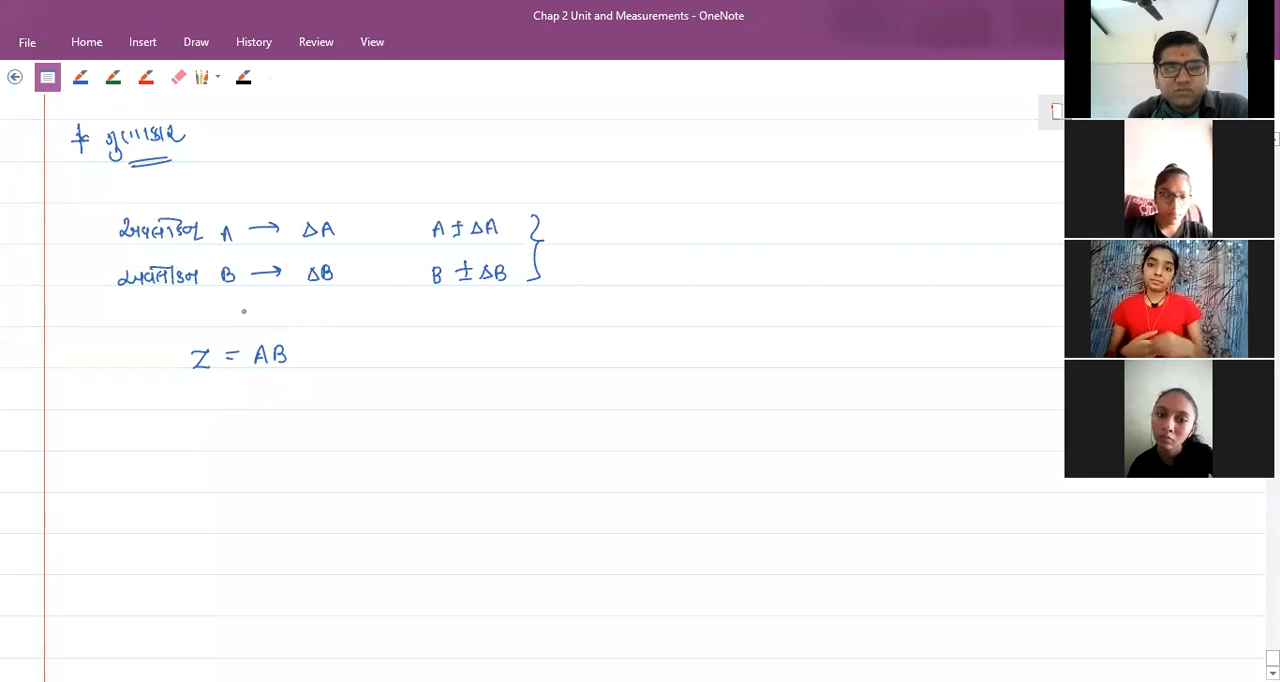 Chap 2 Unit and Measurements - OneNote
File Home Insert Draw History Review View
* ગુણાકાર
અવલોકન A → ΔA A ± ΔA
અવલોકન B → ΔB B ± ΔB
Z = AB